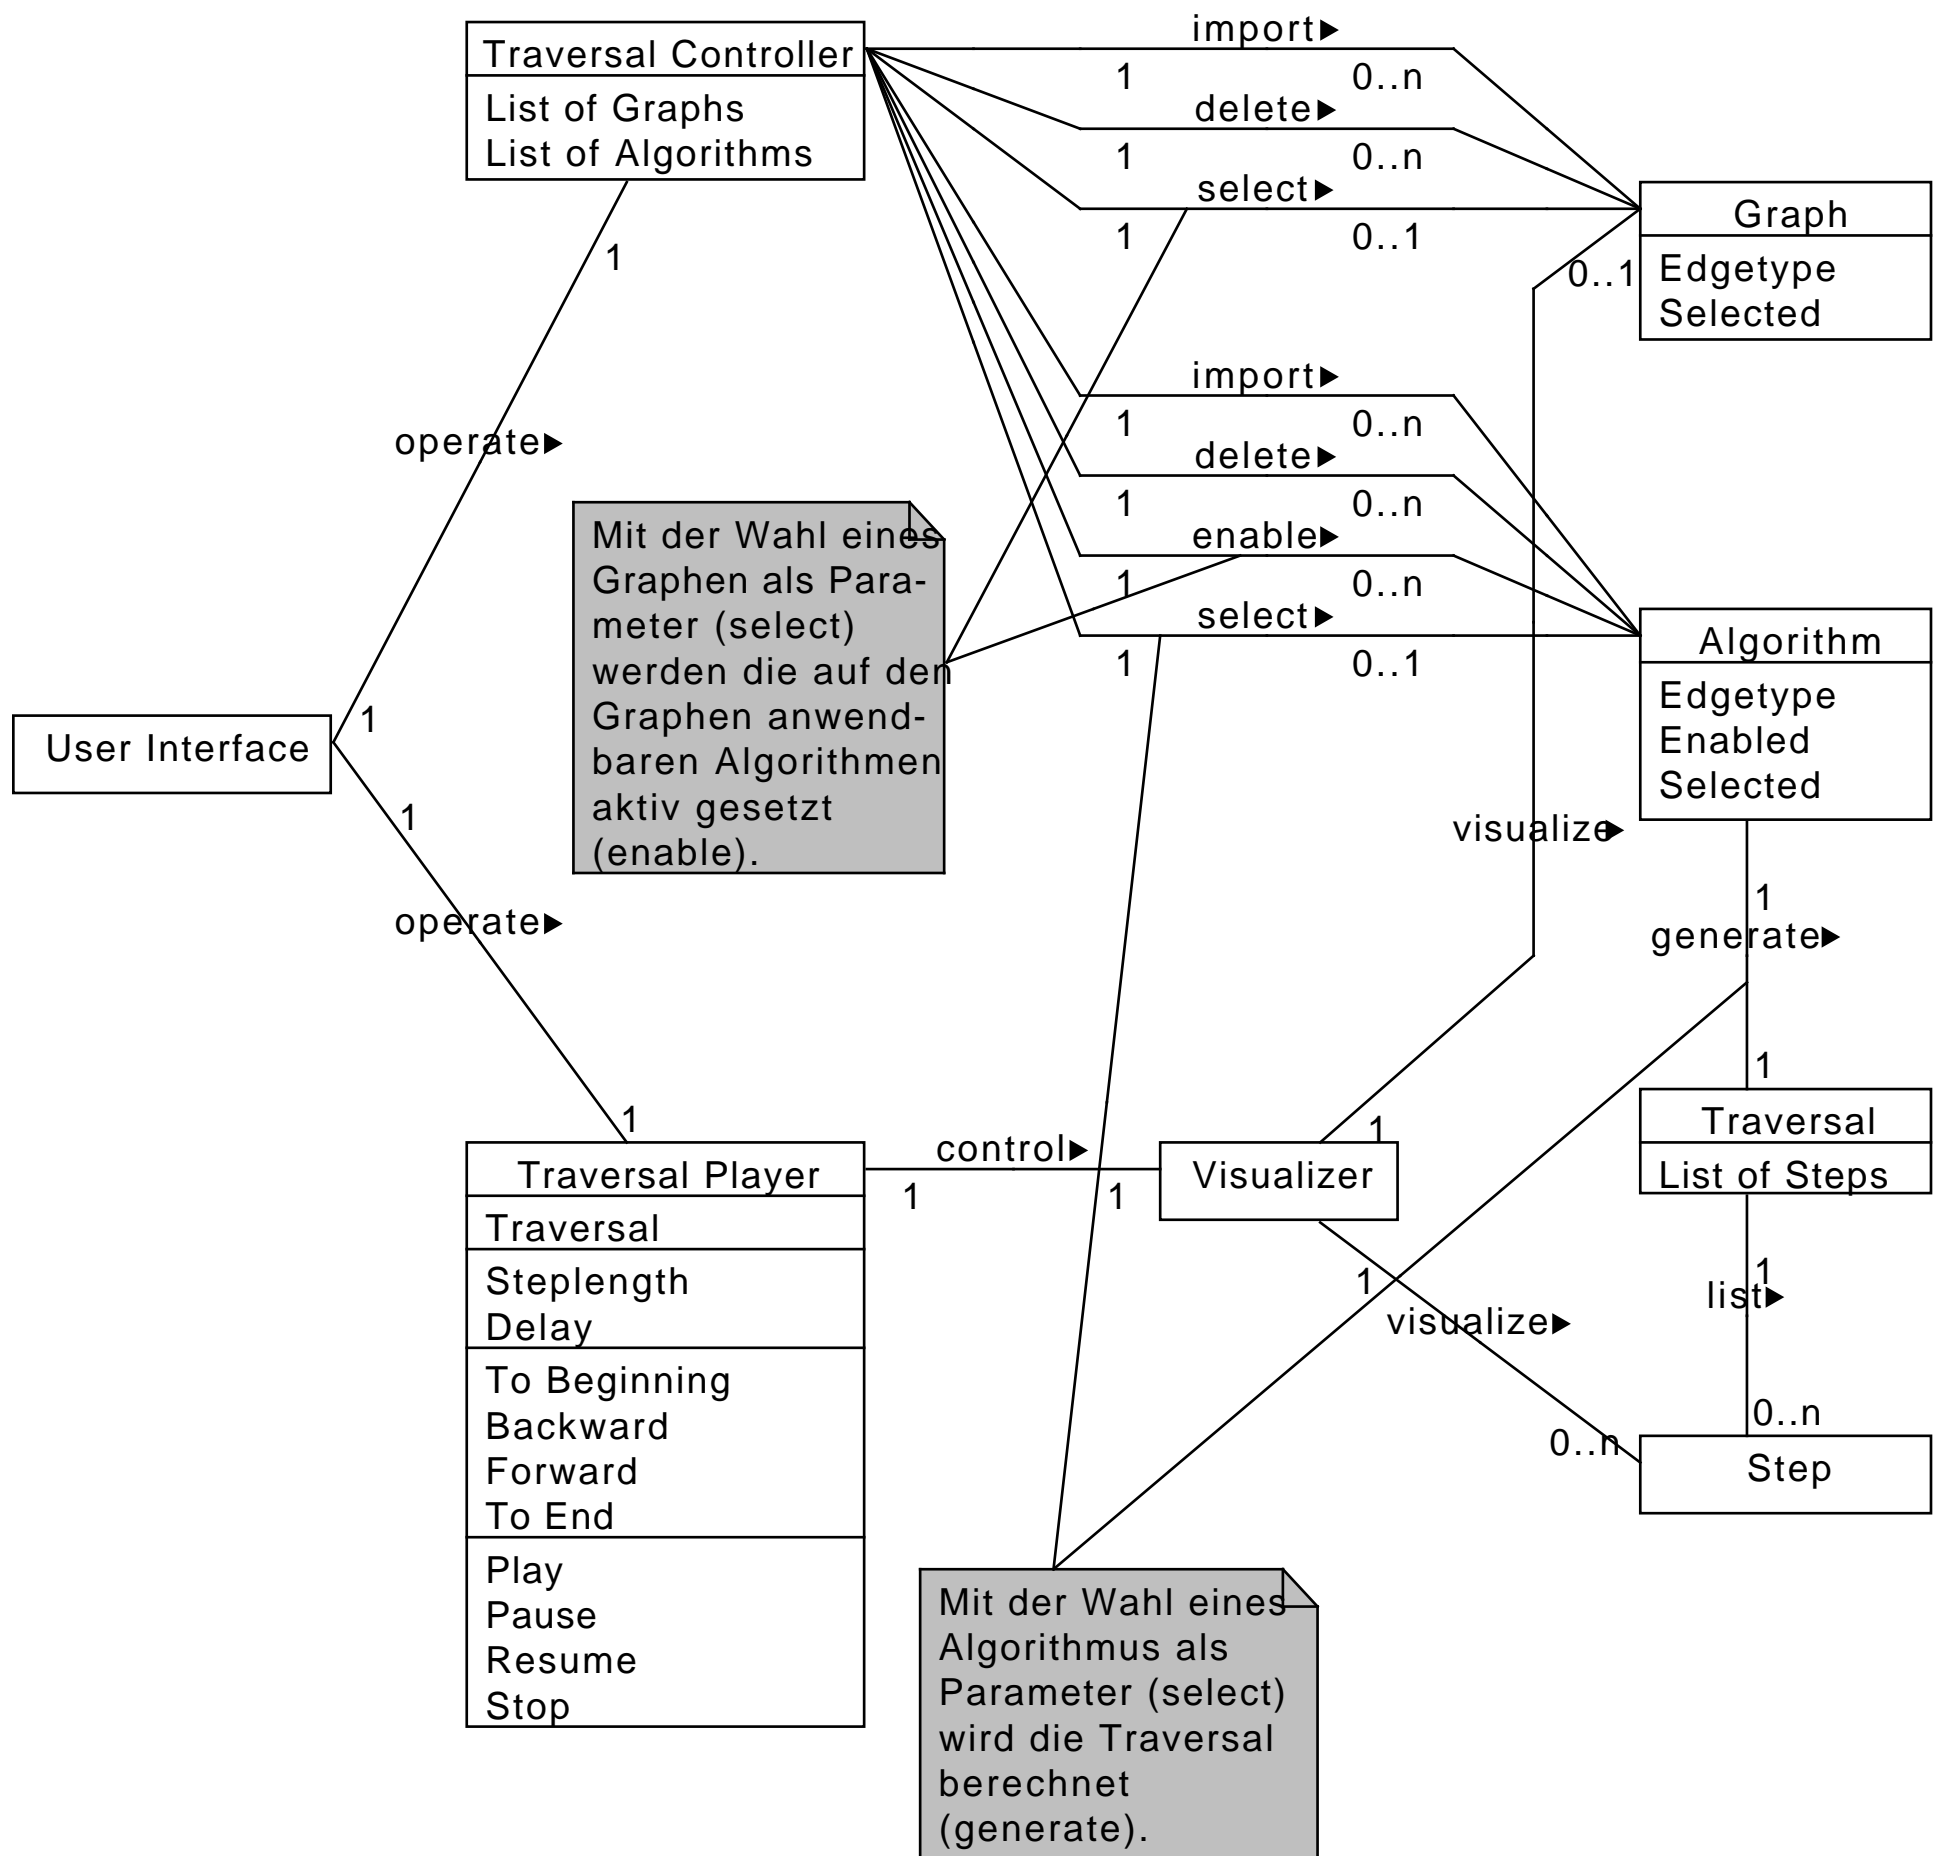 import▶
Traversal Controller
1 0..n
List of Graphs
delete▶
List of Algorithms
1 0..n
select▶
Graph
1 0..1
1
0..1
Edgetype
Selected
import▶
1 0..n
operate▶
delete▶
1 0..n
enable▶
Mit der Wahl eines
Graphen als Para-
meter (select)
werden die auf den
Graphen anwend-
baren Algorithmen
aktiv gesetzt
(enable).
1 0..n
select▶
1 0..1
Algorithm
Edgetype
Enabled
Selected
1
User Interface
1
visualize▶
1
operate▶
generate▶
1
1
Traversal Player
control▶
1 1
1
Visualizer
Traversal
List of Steps
Traversal
Steplength
Delay
To Beginning
Backward
Forward
To End
Play
Pause
Resume
Stop
1
visualize▶
1
list▶
0..n
0..n
Step
Mit der Wahl eines
Algorithmus als
Parameter (select)
wird die Traversal
berechnet
(generate).